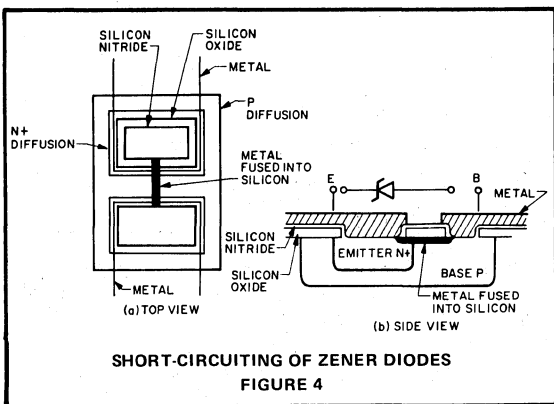 SILICON
NITRIDE
SILICON
OXIDE
METAL
P
DIFFUSION
N+
DIFFUSION
METAL
FUSED INTO
SILICON
METAL
(a) TOP VIEW
E
B
METAL
SILICON
NITRIDE
SILICON
OXIDE
EMITTER N+
BASE P
METAL FUSED
INTO SILICON
(b) SIDE VIEW
SHORT-CIRCUITING OF ZENER DIODES
FIGURE 4